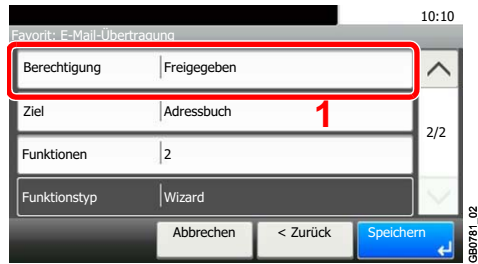 10:10
Favorit: E-Mail-Übertragung
Berechtigung Freigegeben
Ziel Adressbuch 1
2/2
Funktionen 2
Funktionstyp Wizard
Abbrechen < Zurück Speichern
GB0781_02